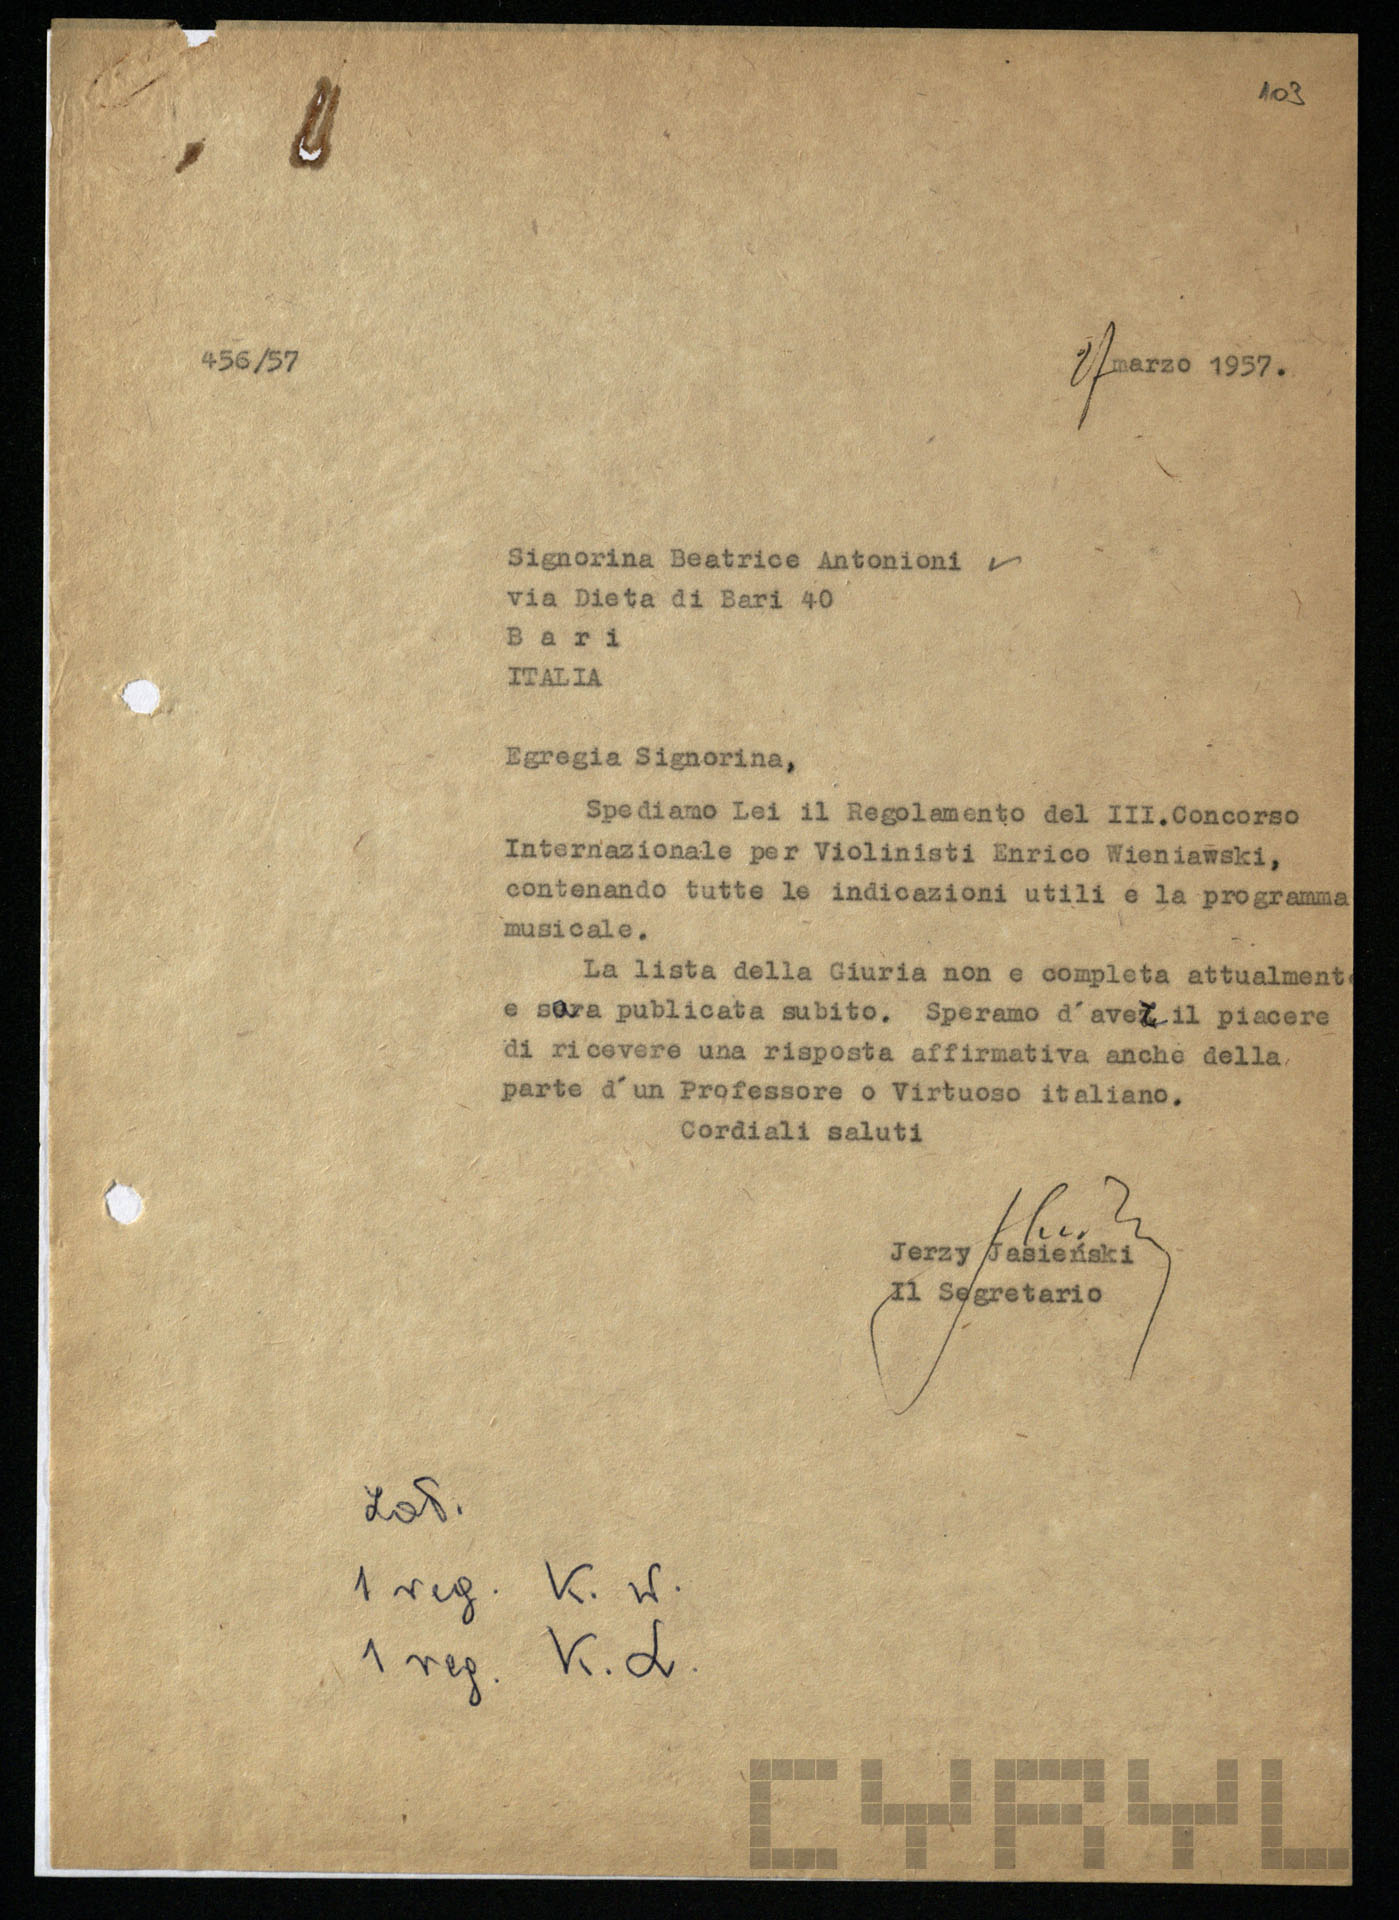 103
456/57
27 marzo 1957.
Signorina Beatrice Antonioni
via Dieta di Bari 40
B a r i
ITALIA
Egregia Signorina,
Spediamo Lei il Regolamento del III.Concorso
Internazionale per Violinisti Enrico Wieniawski,
contenando tutte le indicazioni utili e la programma
musicale.
La lista della Giuria non e completa attualmente
e sara publicata subito. Speramo d'avez il piacere
di ricevere una risposta affirmativa anche della
parte d'un Professore o Virtuoso italiano.
Cordiali saluti
Jerzy Jasieński
Il Segretario
Zał.
1 reg. K. W.
1 reg. K. L.
CYRYL